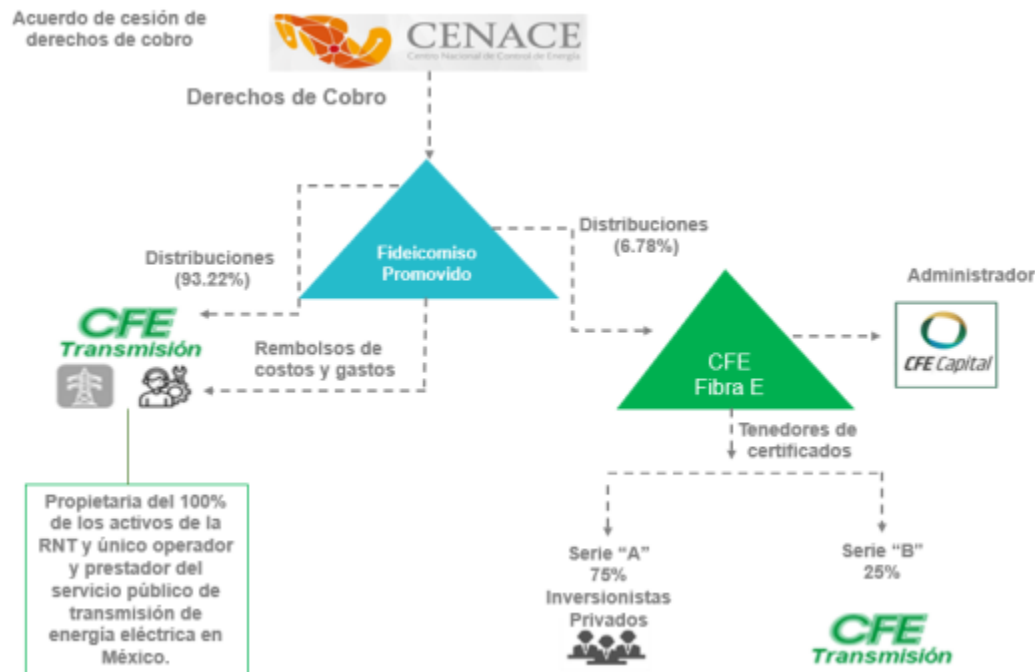 Acuerdo de cesión de
derechos de cobro
CENACE
Centro Nacional de Control de Energía
Derechos de Cobro
Distribuciones
(6.78%)
Fideicomiso
Promovido
Distribuciones
(93.22%)
Administrador
CFE
Transmisión
Rembolsos de
costos y gastos
CFE
Fibra E
CFE Capital
Tenedores de
certificados
Propietaria del 100%
de los activos de la
RNT y único operador
y prestador del
servicio público de
transmisión de
energía eléctrica en
México.
Serie “A”
75%
Inversionistas
Privados
Serie “B”
25%
CFE
Transmisión